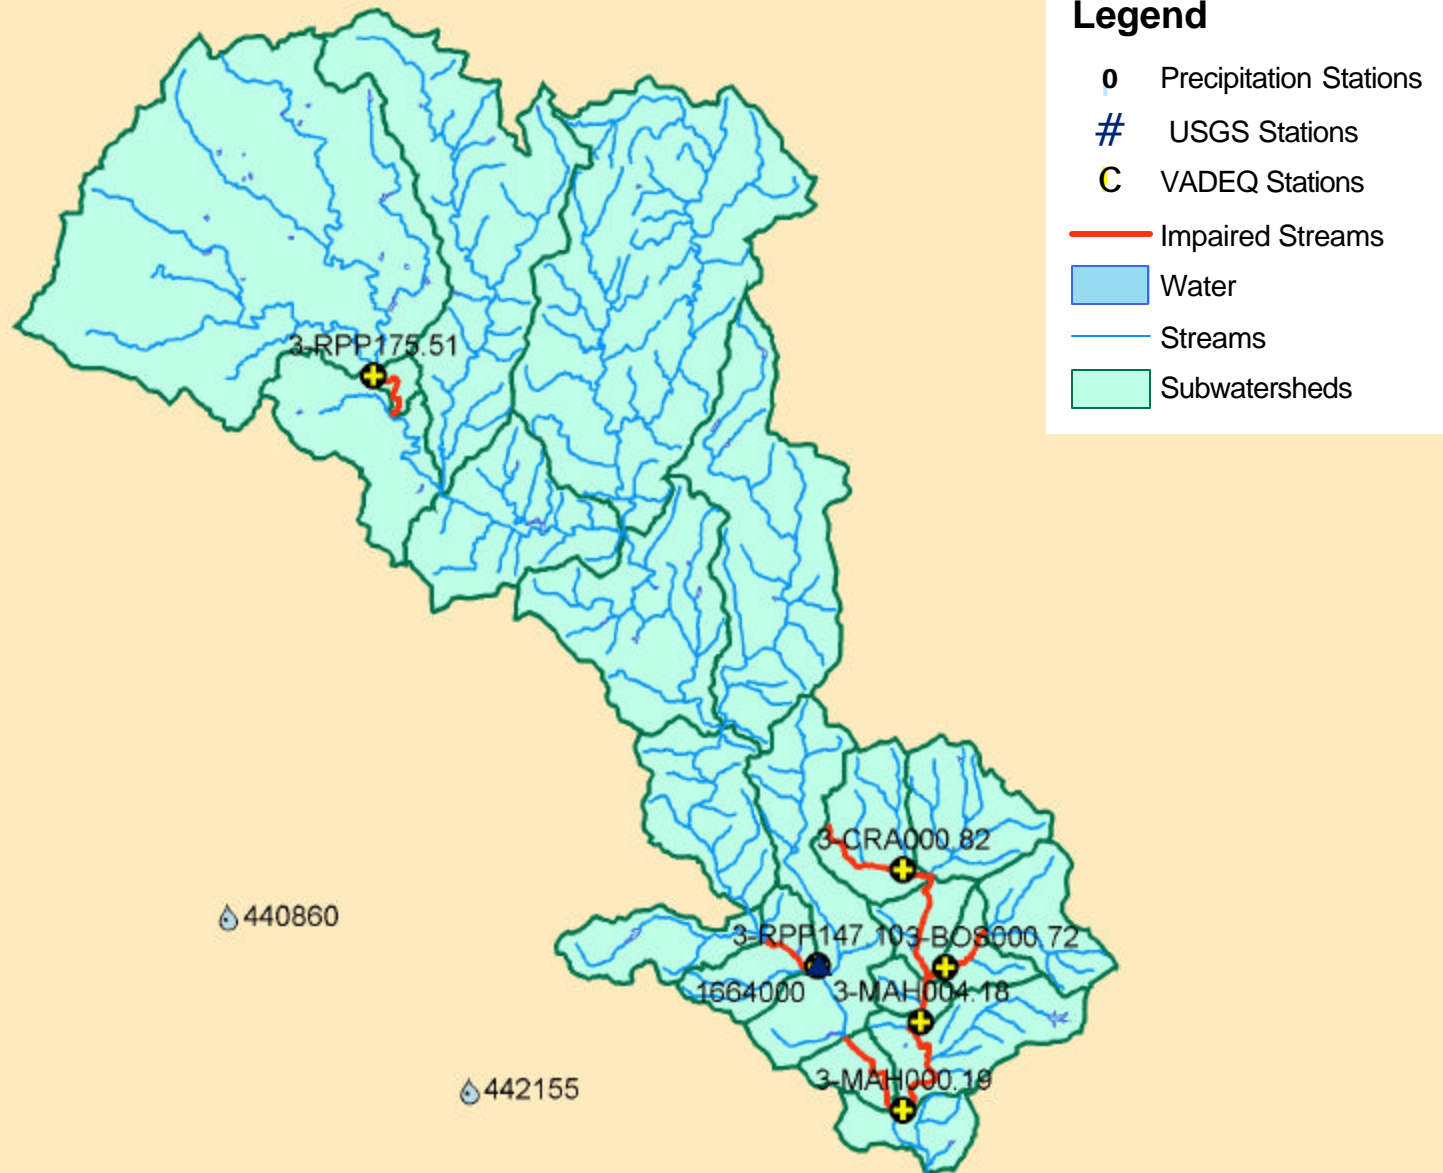 Legend
Precipitation Stations
# USGS Stations
C VADEQ Stations
Impaired Streams
Water
Streams
Subwatersheds
3-RPP175.51
3-CRA000.82
440860
3-RPP147.10
3-BOS000.72
1664000
3-MAH004.18
442155
3-MAH000.19